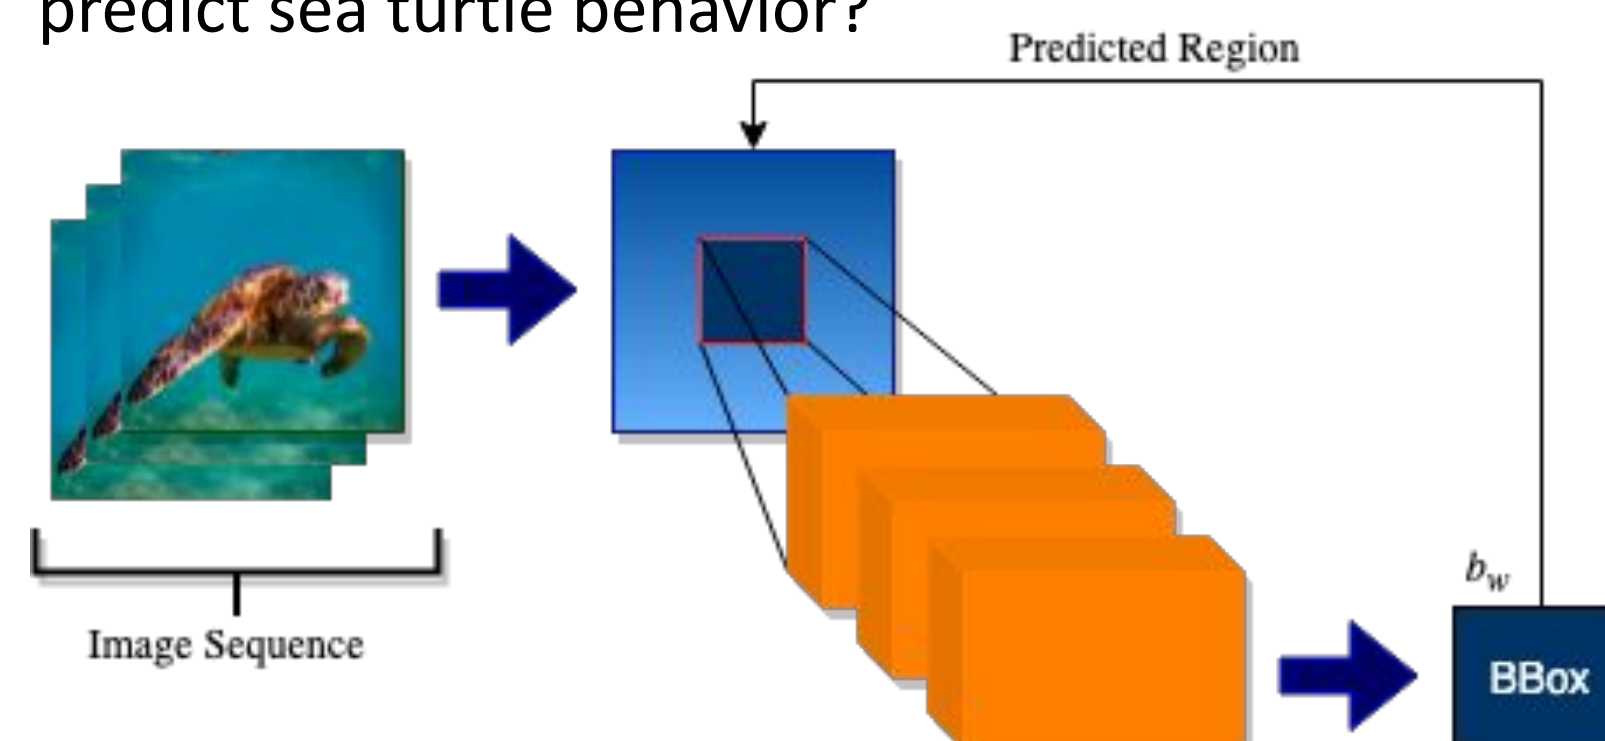 predict sea turtle behavior?
Predicted Region
Image Sequence
b_w
BBox